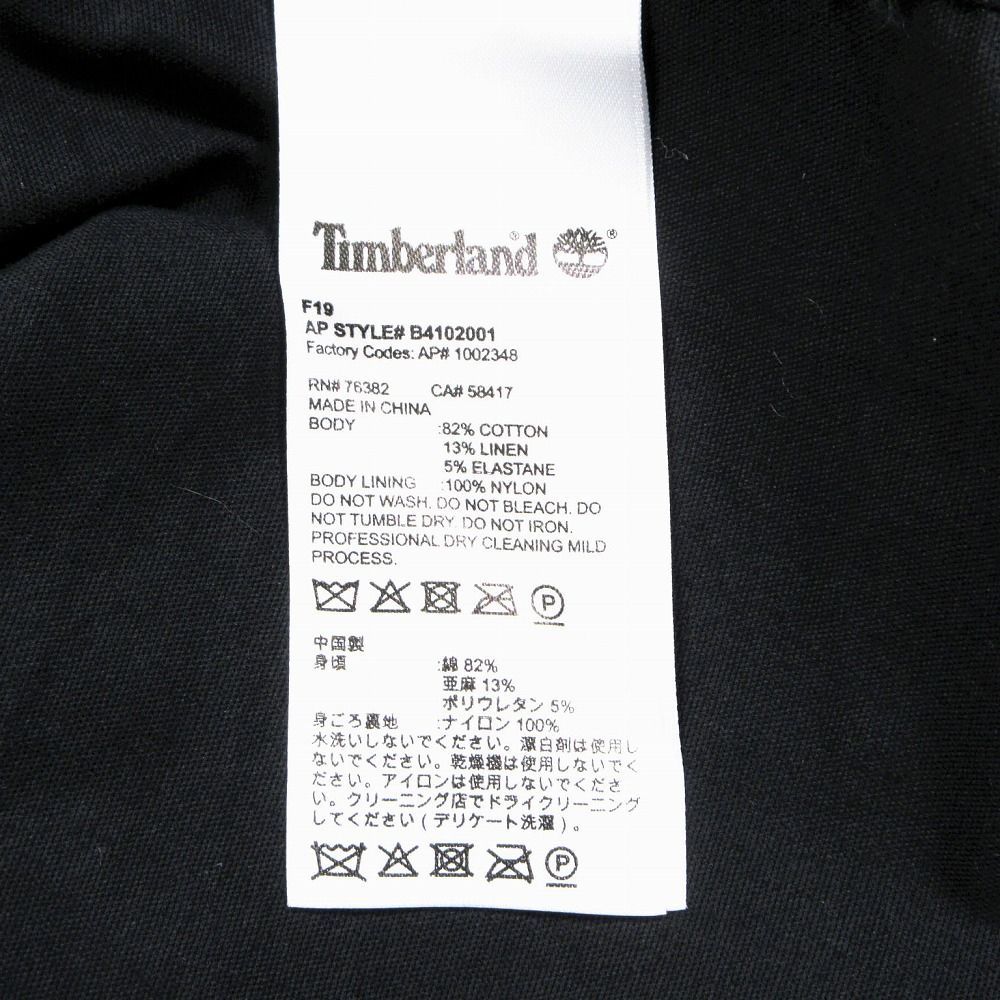 Timberland® ®
F19
AP STYLE# B4102001
Factory Codes: AP# 1002348
RN# 76382 CA# 58417
MADE IN CHINA
BODY :82% COTTON
13% LINEN
5% ELASTANE
BODY LINING :100% NYLON
DO NOT WASH. DO NOT BLEACH. DO
NOT TUMBLE DRY. DO NOT IRON.
PROFESSIONAL DRY CLEANING MILD
PROCESS.
P
中国製
身頃 :綿 82%
亜麻 13%
ポリウレタン 5%
身ごろ裏地 :ナイロン 100%
水洗いしないでください。漂白剤は使用し
ないでください。乾燥機は使用しないでく
ださい。アイロンは使用しないでくださ
い。クリーニング店でドライクリーニング
してください ( デリケート洗濯 ) 。
P